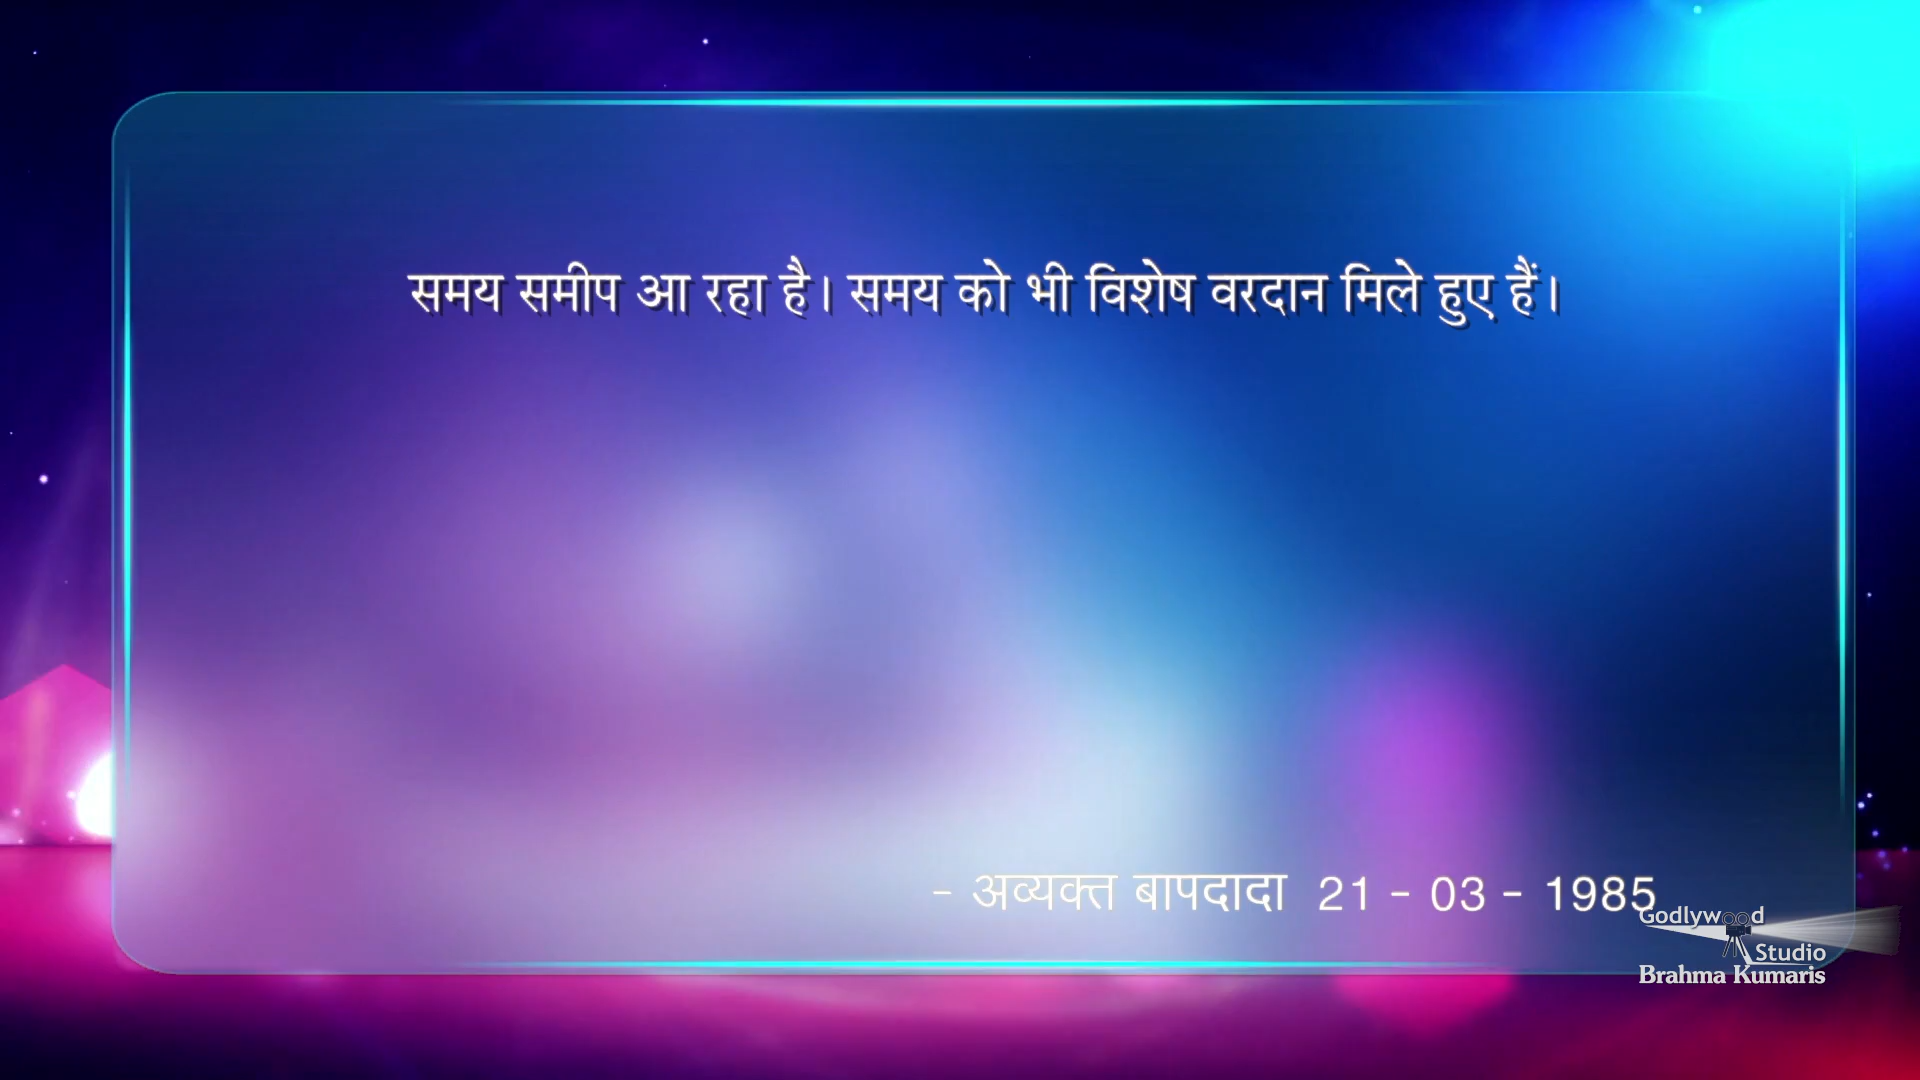 समय समीप आ रहा है। समय को भी विशेष वरदान मिले हुए हैं।
- अव्यक्त बापदादा 21 - 03 - 1985
Godlywood
Studio
Brahma Kumaris